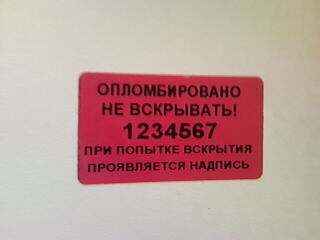 ОПЛОМБИРОВАНО
НЕ ВСКРЫВАТЬ!
1234567
ПРИ ПОПЫТКЕ ВСКРЫТИЯ
ПРОЯВЛЯЕТСЯ НАДПИСЬ